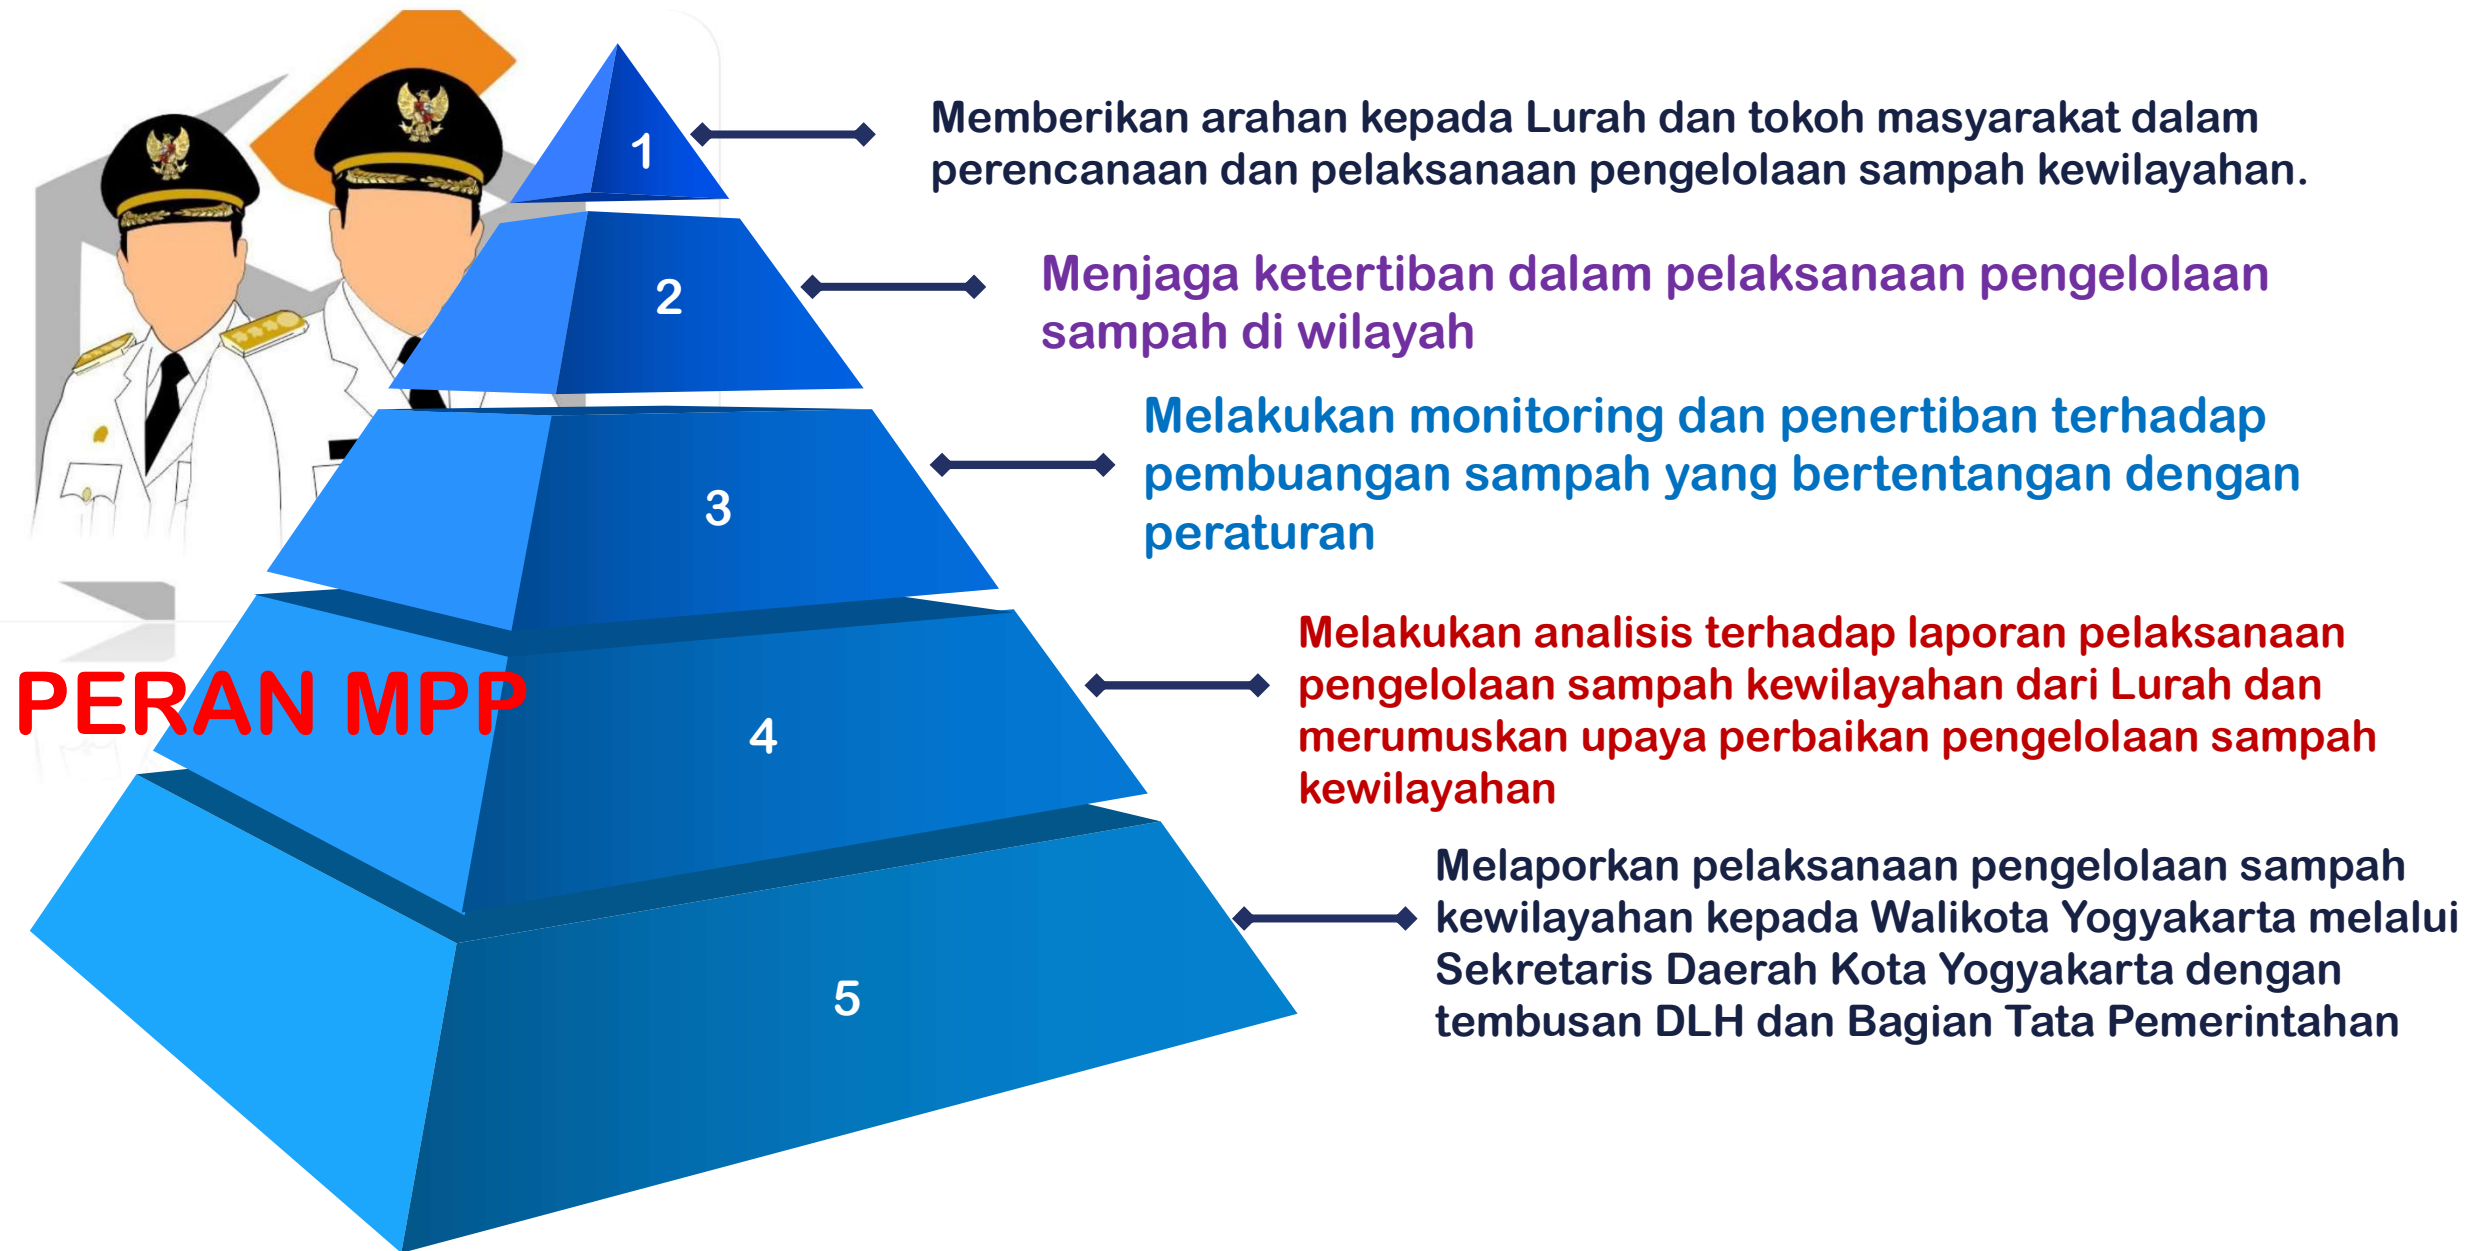 1
Memberikan arahan kepada Lurah dan tokoh masyarakat dalam
perencanaan dan pelaksanaan pengelolaan sampah kewilayahan.
2
Menjaga ketertiban dalam pelaksanaan pengelolaan
sampah di wilayah
3
Melakukan monitoring dan penertiban terhadap
pembuangan sampah yang bertentangan dengan
peraturan
PERAN MPP
4
Melakukan analisis terhadap laporan pelaksanaan
pengelolaan sampah kewilayahan dari Lurah dan
merumuskan upaya perbaikan pengelolaan sampah
kewilayahan
5
Melaporkan pelaksanaan pengelolaan sampah
kewilayahan kepada Walikota Yogyakarta melalui
Sekretaris Daerah Kota Yogyakarta dengan
tembusan DLH dan Bagian Tata Pemerintahan